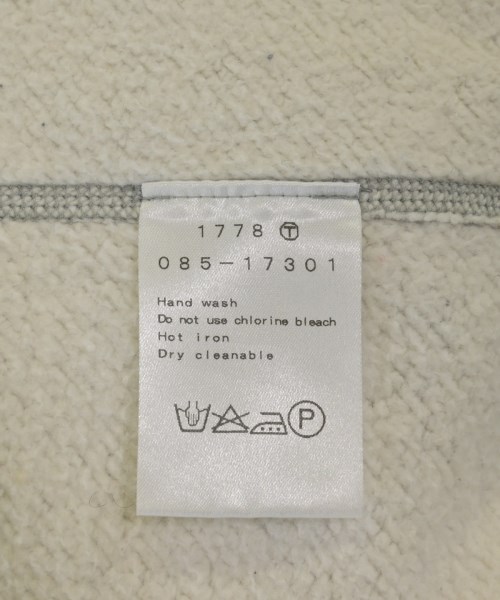 1778 Ⓣ
085-17301
Hand wash
Do not use chlorine bleach
Hot iron
Dry cleanable
P